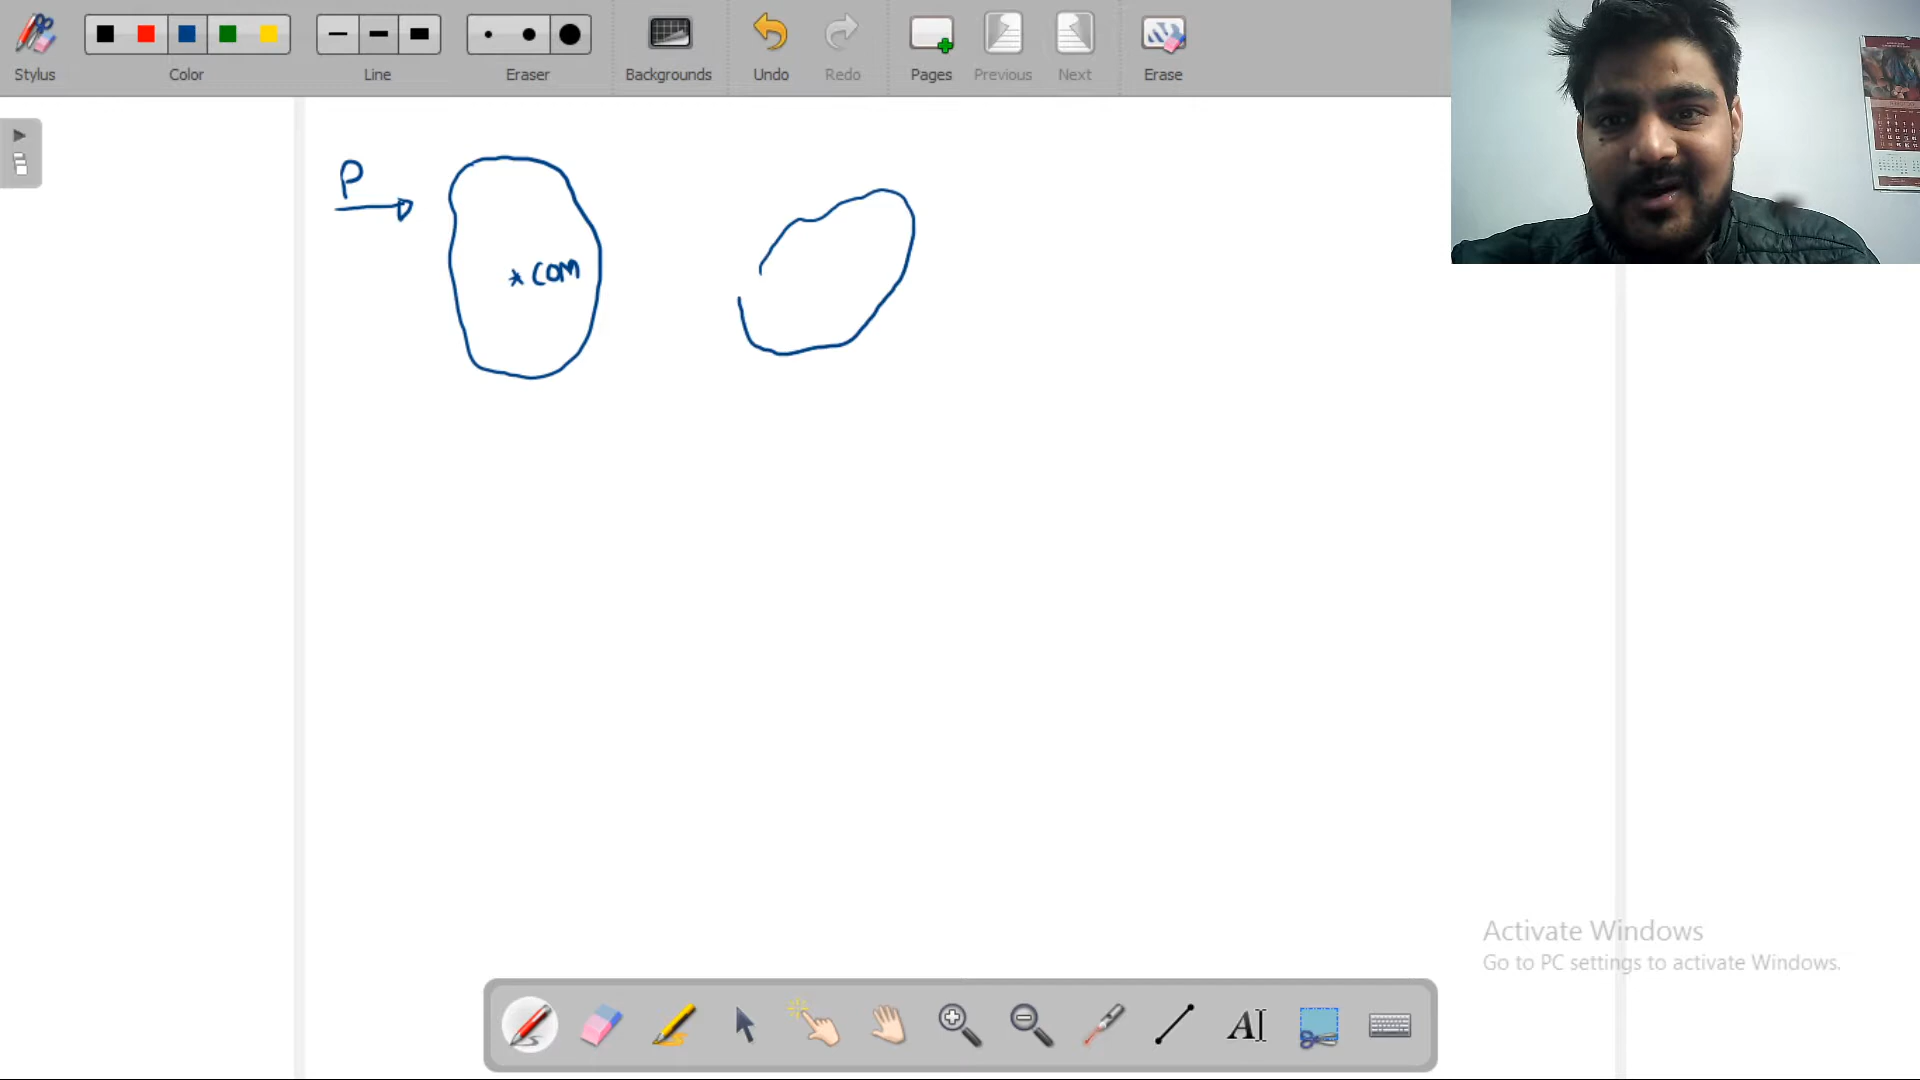 Stylus
Color
Line
Eraser
Backgrounds
Undo
Redo
Pages
Previous
Next
Erase
P
* COM
Activate Windows
Go to PC settings to activate Windows.